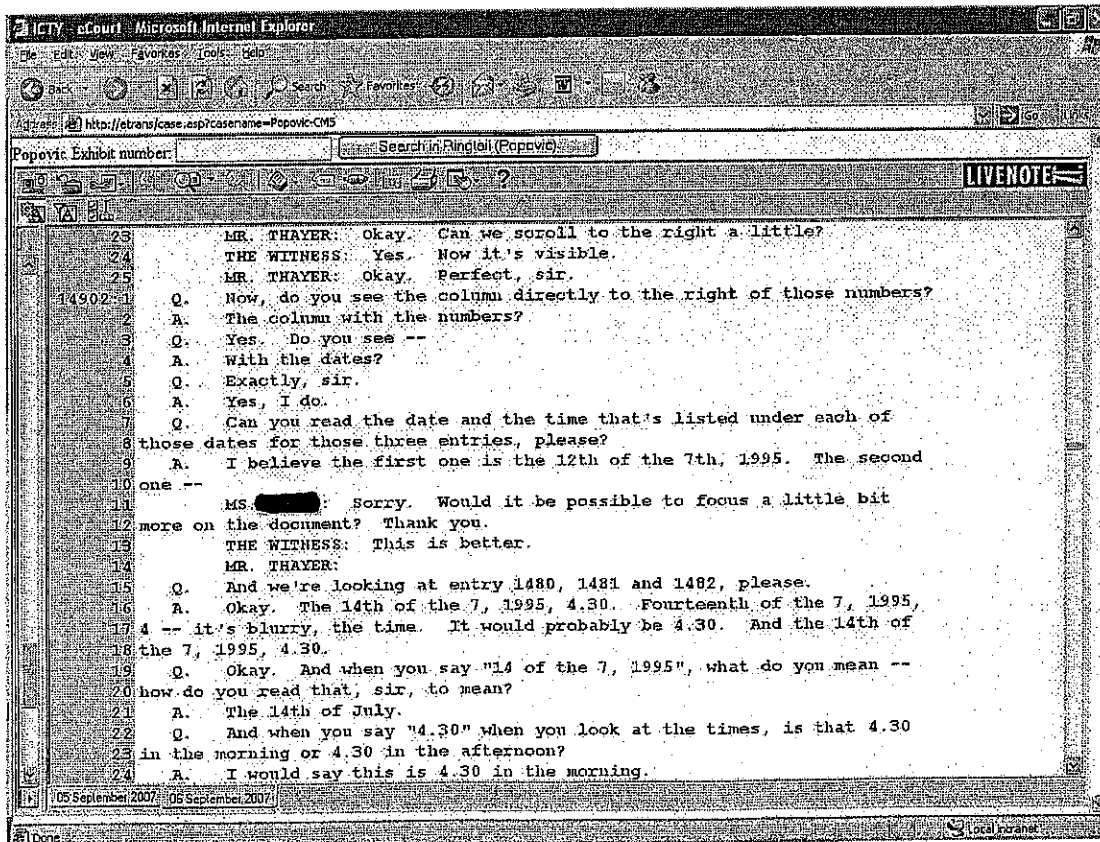 ICTY - eCourt - Microsoft Internet Explorer
File Edit View Favorites Tools Help
Back Search Favorites
Address http://etrans/case.asp?casename=Popovic-CMS Go Links
Popovic Exhibit number: Search in Ringtail (Popovic)
LIVENOTE
23 MR. THAYER: Okay. Can we scroll to the right a little?
24 THE WITNESS: Yes. Now it's visible.
25 MR. THAYER: Okay. Perfect, sir.
14902 1 Q. Now, do you see the column directly to the right of those numbers?
2 A. The column with the numbers?
3 Q. Yes. Do you see --
4 A. With the dates?
5 Q. Exactly, sir.
6 A. Yes, I do.
7 Q. Can you read the date and the time that's listed under each of
8 those dates for those three entries, please?
9 A. I believe the first one is the 12th of the 7th, 1995. The second
10 one --
11 MS. : Sorry. Would it be possible to focus a little bit
12 more on the document? Thank you.
13 THE WITNESS: This is better.
14 MR. THAYER:
15 Q. And we're looking at entry 1480, 1481 and 1482, please.
16 A. Okay. The 14th of the 7, 1995, 4.30. Fourteenth of the 7, 1995,
17 4 -- it's blurry, the time. It would probably be 4.30. And the 14th of
18 the 7, 1995, 4.30.
19 Q. Okay. And when you say "14 of the 7, 1995", what do you mean --
20 how do you read that, sir, to mean?
21 A. The 14th of July.
22 Q. And when you say "4.30" when you look at the times, is that 4.30
23 in the morning or 4.30 in the afternoon?
24 A. I would say this is 4.30 in the morning.
05 September, 2007 06 September, 2007
Done Local intranet